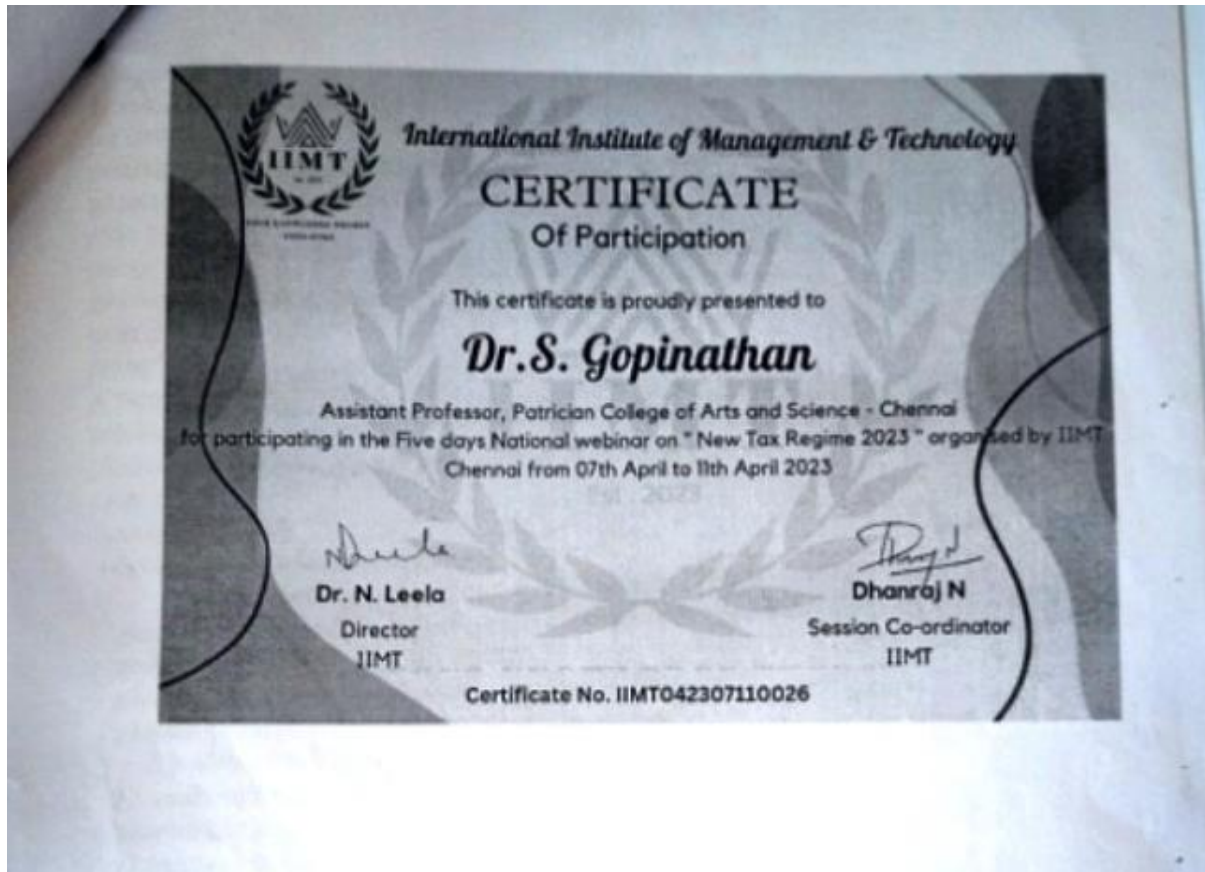 International Institute of Management & Technology
IIMT
CERTIFICATE
Of Participation
This certificate is proudly presented to
Dr.S. Gopinathan
Assistant Professor, Patrician College of Arts and Science - Chennai
for participating in the Five days National webinar on " New Tax Regime 2023 " organised by IIMT
Chennai from 07th April to 11th April 2023
Est. 2023
Dr. N. Leela
Dhanraj N
Director
Session Co-ordinator
IIMT
IIMT
Certificate No. IIMT042307110026